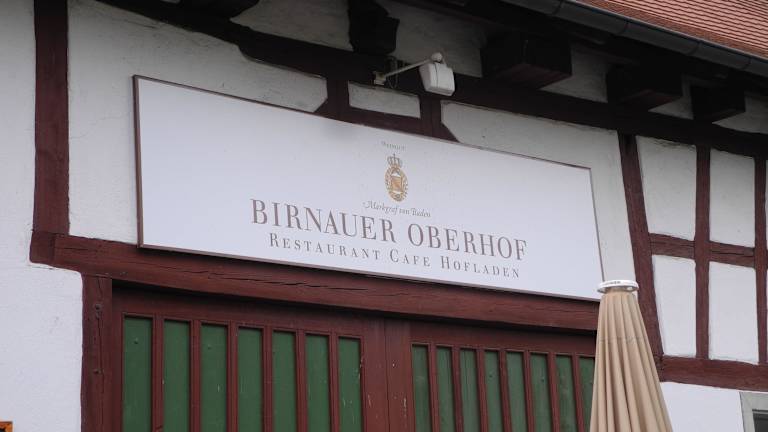 WEINGUT
Markgraf von Baden
BIRNAUER OBERHOF
RESTAURANT CAFE HOFLADEN